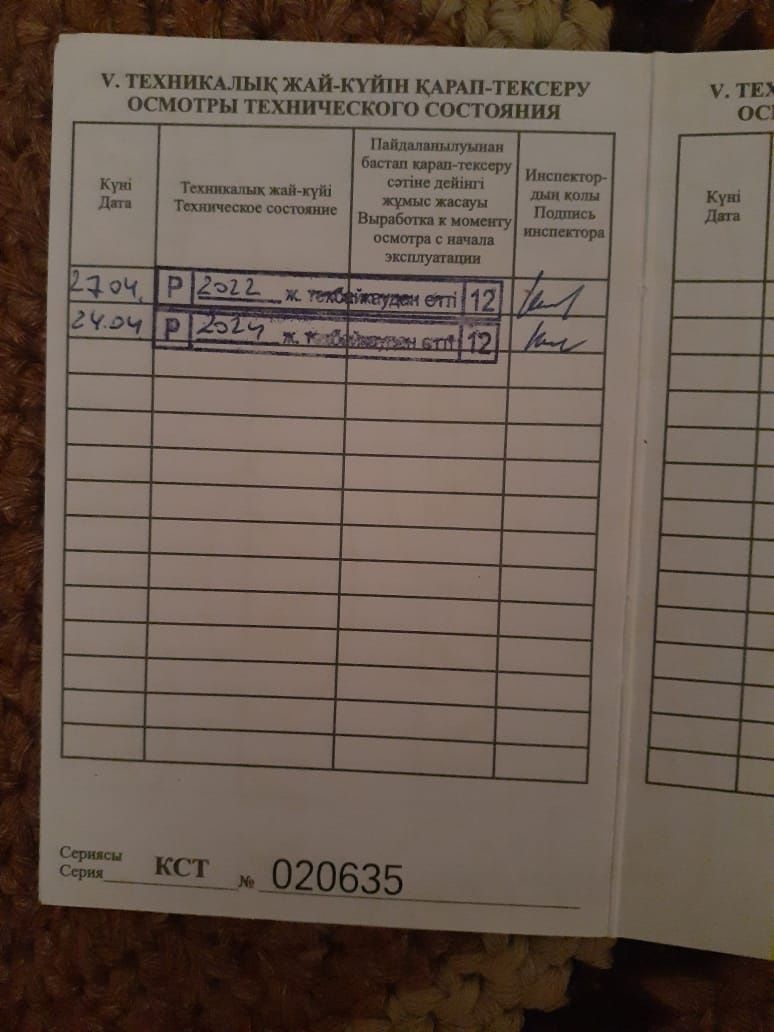 V. ТЕХНИКАЛЫҚ ЖАЙ-КҮЙІН ҚАРАП-ТЕКСЕРУ
ОСМОТРЫ ТЕХНИЧЕСКОГО СОСТОЯНИЯ
Күні
Дата
Техникалық жай-күйі
Техническое состояние
Пайдаланылуынан
бастап қарап-тексеру
сәтіне дейінгі
жұмыс жасауы
Выработка к моменту
осмотра с начала
эксплуатации
Инспектор-
дың қолы
Подпись
инспектора
27.04. Р 2022 ж. техбайқаудан өтті 12
24.04 Р 2024 ж. техбайқаудан өтті 12
Сериясы
Серия КСТ № 020635
V. ТЕХ
ОС
Күні
Дата